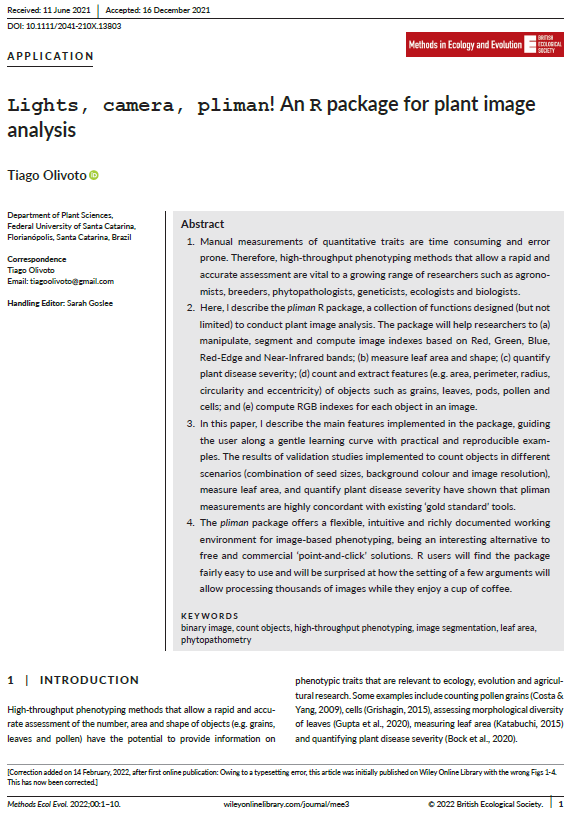 Received: 11 June 2021 | Accepted: 16 December 2021
DOI: 10.1111/2041-210X.13803
APPLICATION
Methods in Ecology and Evolution
BRITISH
ECOLOGICAL
SOCIETY
Lights, camera, pliman! An R package for plant image
analysis
Tiago Olivoto
iD
Department of Plant Sciences,
Federal University of Santa Catarina,
Florianópolis, Santa Catarina, Brazil
Correspondence
Tiago Olivoto
Email: tiagoolivoto@gmail.com
Handling Editor: Sarah Goslee
Abstract
1. Manual measurements of quantitative traits are time consuming and error
prone. Therefore, high-throughput phenotyping methods that allow a rapid and
accurate assessment are vital to a growing range of researchers such as agrono-
mists, breeders, phytopathologists, geneticists, ecologists and biologists.
2. Here, I describe the pliman R package, a collection of functions designed (but not
limited) to conduct plant image analysis. The package will help researchers to (a)
manipulate, segment and compute image indexes based on Red, Green, Blue,
Red-Edge and Near-Infrared bands; (b) measure leaf area and shape; (c) quantify
plant disease severity; (d) count and extract features (e.g. area, perimeter, radius,
circularity and eccentricity) of objects such as grains, leaves, pods, pollen and
cells; and (e) compute RGB indexes for each object in an image.
3. In this paper, I describe the main features implemented in the package, guiding
the user along a gentle learning curve with practical and reproducible exam-
ples. The results of validation studies implemented to count objects in different
scenarios (combination of seed sizes, background colour and image resolution),
measure leaf area, and quantify plant disease severity have shown that pliman
measurements are highly concordant with existing ‘gold standard’ tools.
4. The pliman package offers a flexible, intuitive and richly documented working
environment for image-based phenotyping, being an interesting alternative to
free and commercial ‘point-and-click’ solutions. R users will find the package
fairly easy to use and will be surprised at how the setting of a few arguments will
allow processing thousands of images while they enjoy a cup of coffee.
KEYWORDS
binary image, count objects, high-throughput phenotyping, image segmentation, leaf area,
phytopathometry
1 | INTRODUCTION
High-throughput phenotyping methods that allow a rapid and accu-
rate assessment of the number, area and shape of objects (e.g. grains,
leaves and pollen) have the potential to provide information on
phenotypic traits that are relevant to ecology, evolution and agricul-
tural research. Some examples include counting pollen grains (Costa &
Yang, 2009), cells (Grishagin, 2015), assessing morphological diversity
of leaves (Gupta et al., 2020), measuring leaf area (Katabuchi, 2015)
and quantifying plant disease severity (Bock et al., 2020).
[Correction added on 14 February, 2022, after first online publication: Owing to a typesetting error, this article was initially published on Wiley Online Library with the wrong Figs 1-4.
This has now been corrected.]
Methods Ecol Evol. 2022;00:1–10. wileyonlinelibrary.com/journal/mee3 © 2022 British Ecological Society. | 1